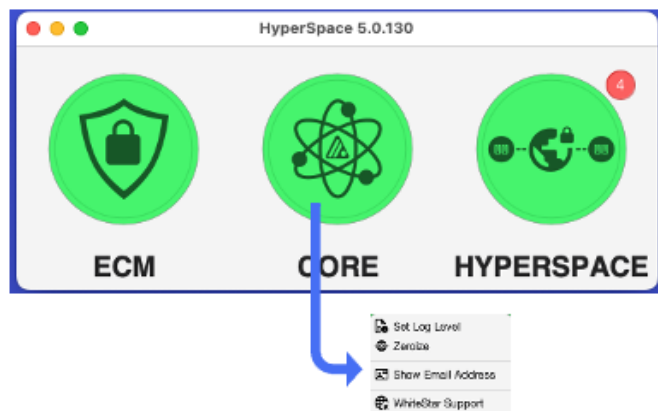 HyperSpace 5.0.130
4
ECM CORE HYPERSPACE
Set Log Level
Zeroize
Show Email Address
WhiteStar Support